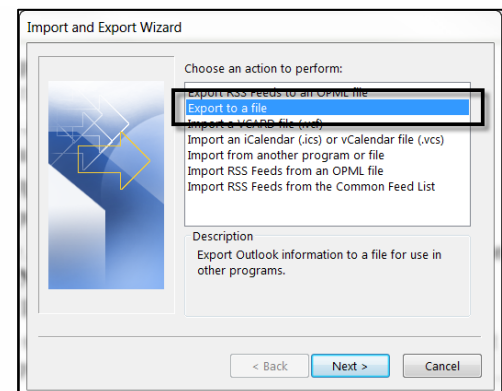 Import and Export Wizard
Choose an action to perform:
Export RSS Feeds to an OPML file
Export to a file
Import a VCARD file (.vcf)
Import an iCalendar (.ics) or vCalendar file (.vcs)
Import from another program or file
Import RSS Feeds from an OPML file
Import RSS Feeds from the Common Feed List
Description
Export Outlook information to a file for use in
other programs.
< Back
Next >
Cancel